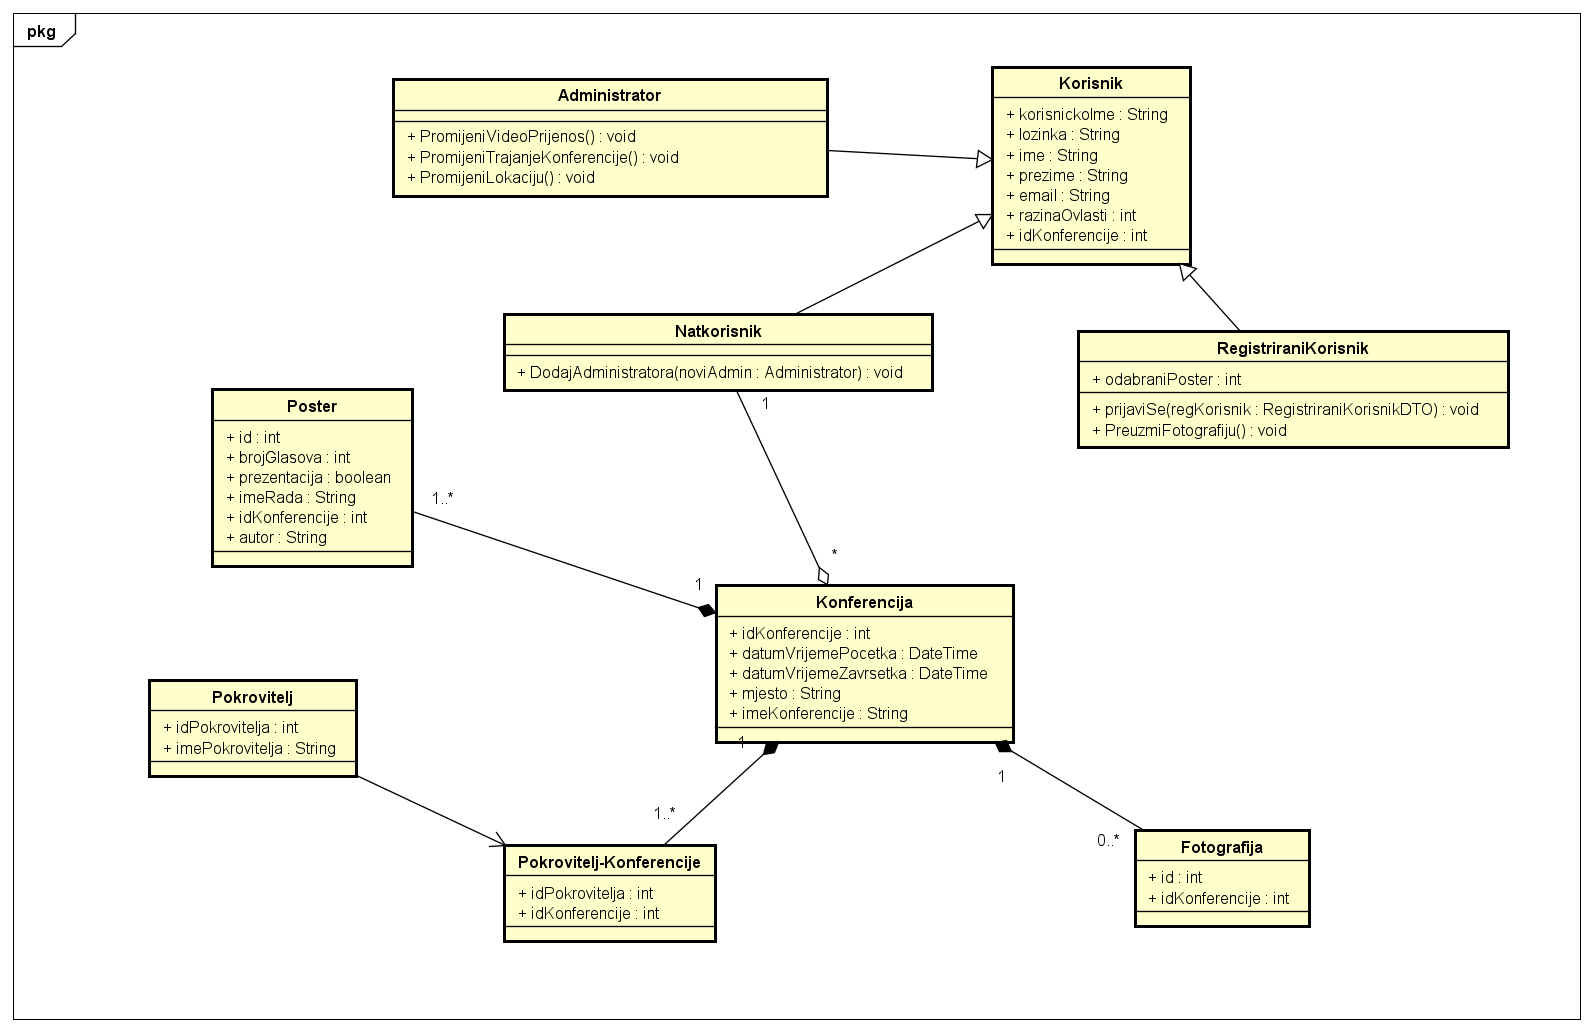 pkg
Administrator
+ PromijeniVideoPrijenos() : void
+ PromijeniTrajanjeKonferencije() : void
+ PromijeniLokaciju() : void
Korisnik
+ korisnickoIme : String
+ lozinka : String
+ ime : String
+ prezime : String
+ email : String
+ razinaOvlasti : int
+ idKonferencije : int
Natkorisnik
+ DodajAdministratora(noviAdmin : Administrator) : void
RegistriraniKorisnik
+ odabraniPoster : int
+ prijaviSe(regKorisnik : RegistriraniKorisnikDTO) : void
+ PreuzmiFotografiju() : void
1
Poster
+ id : int
+ brojGlasova : int
+ prezentacija : boolean
+ imeRada : String
+ idKonferencije : int
+ autor : String
1..*
*
1
Konferencija
+ idKonferencije : int
+ datumVrijemePocetka : DateTime
+ datumVrijemeZavrsetka : DateTime
+ mjesto : String
+ imeKonferencije : String
Pokrovitelj
+ idPokrovitelja : int
+ imePokrovitelja : String
1
1
1..*
0..*
Pokrovitelj-Konferencije
+ idPokrovitelja : int
+ idKonferencije : int
Fotografija
+ id : int
+ idKonferencije : int